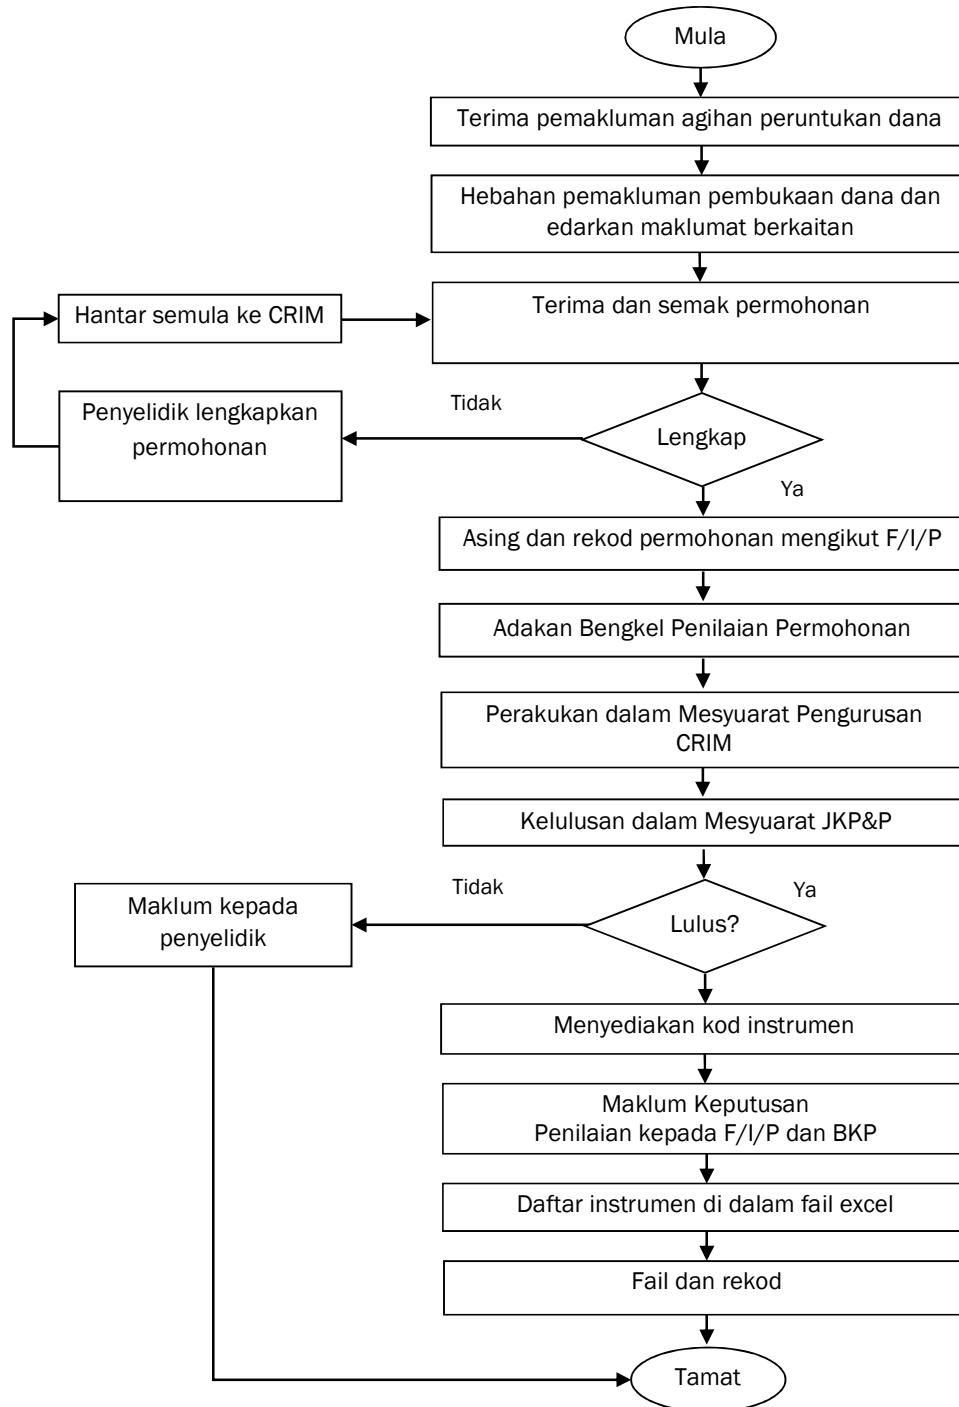 Mula
Terima pemakluman agihan peruntukan dana
Hebahan pemakluman pembukaan dana dan
edarkan maklumat berkaitan
Hantar semula ke CRIM
Terima dan semak permohonan
Penyelidik lengkapkan
permohonan
Tidak
Lengkap
Ya
Asing dan rekod permohonan mengikut F/I/P
Adakan Bengkel Penilaian Permohonan
Perakukan dalam Mesyuarat Pengurusan
CRIM
Kelulusan dalam Mesyuarat JKP&P
Maklum kepada
penyelidik
Tidak
Ya
Lulus?
Menyediakan kod instrumen
Maklum Keputusan
Penilaian kepada F/I/P dan BKP
Daftar instrumen di dalam fail excel
Fail dan rekod
Tamat